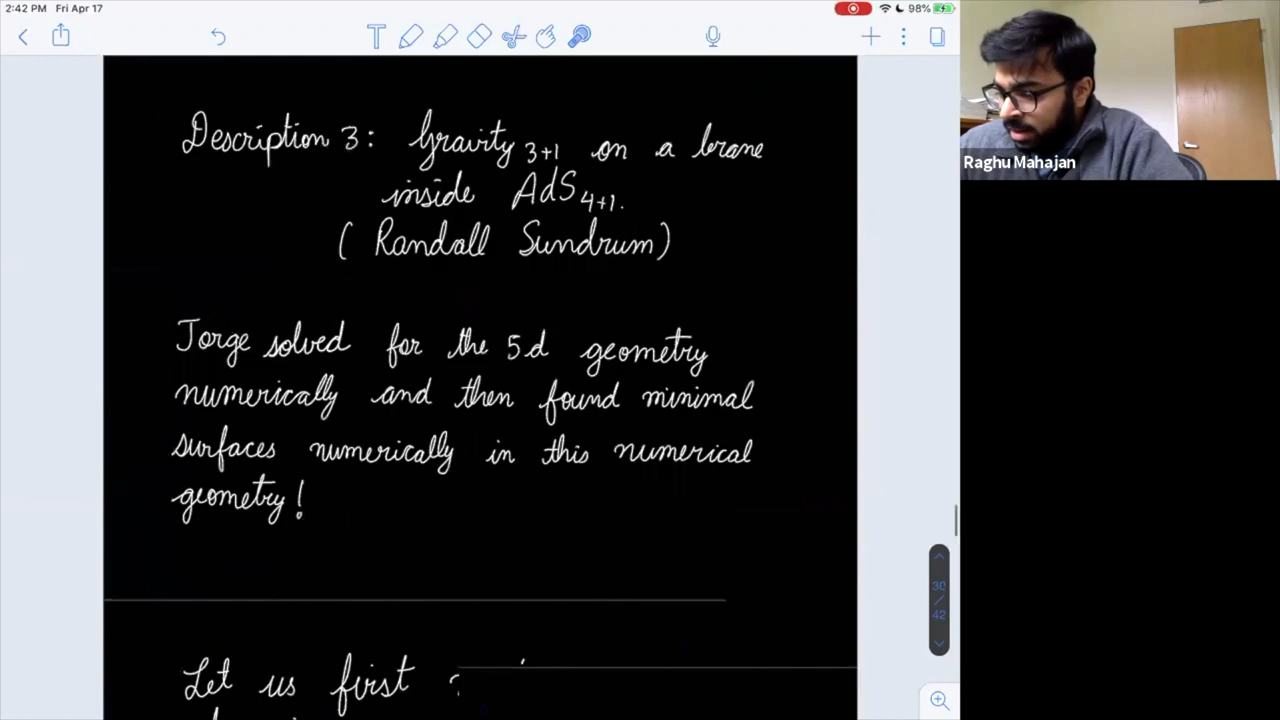 2:42 PM Fri Apr 17
98%
Raghu Mahajan
Description 3: Gravity 3+1 on a brane
inside AdS 4+1.
(Randall Sundrum)
Jorge solved for the 5d geometry
numerically and then found minimal
surfaces numerically in this numerical
geometry!
30
/
42
Let us first